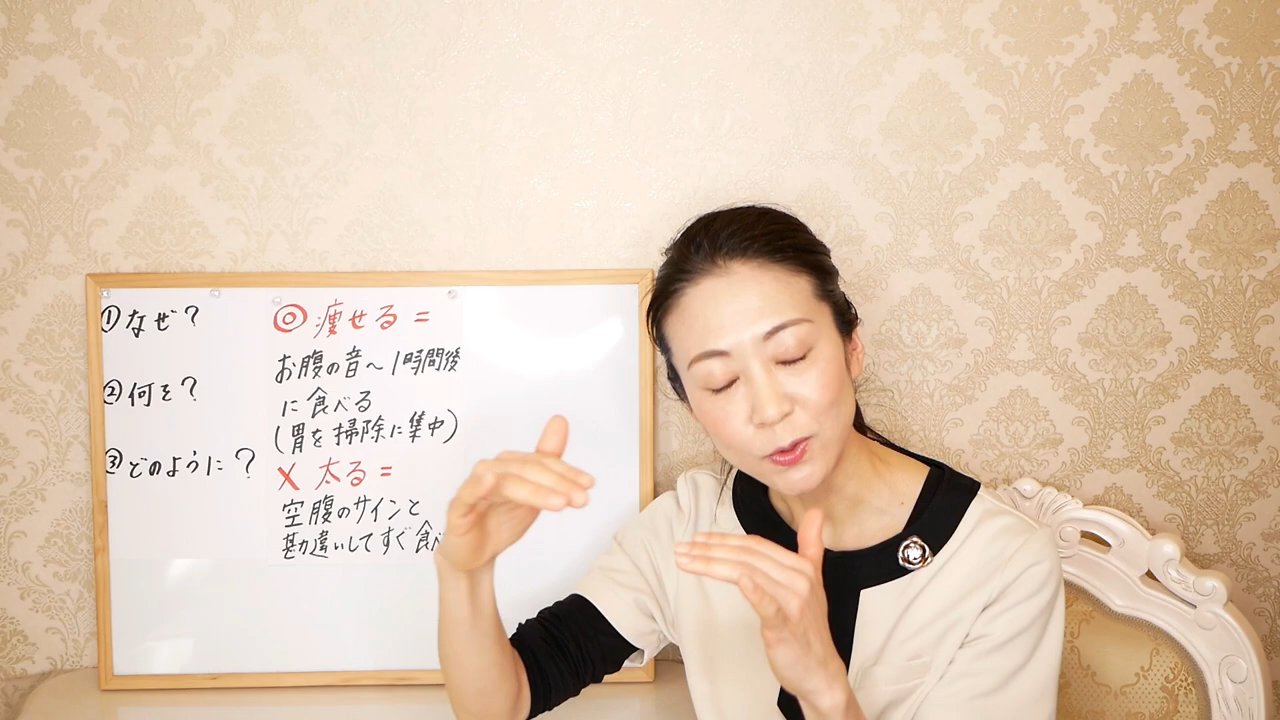 ①なぜ?
②何を?
③どのように?
◎痩せる=
お腹の音~1時間後
に食べる
(胃を掃除に集中)
X 太る=
空腹のサインと
勘違いしてすぐ食べ